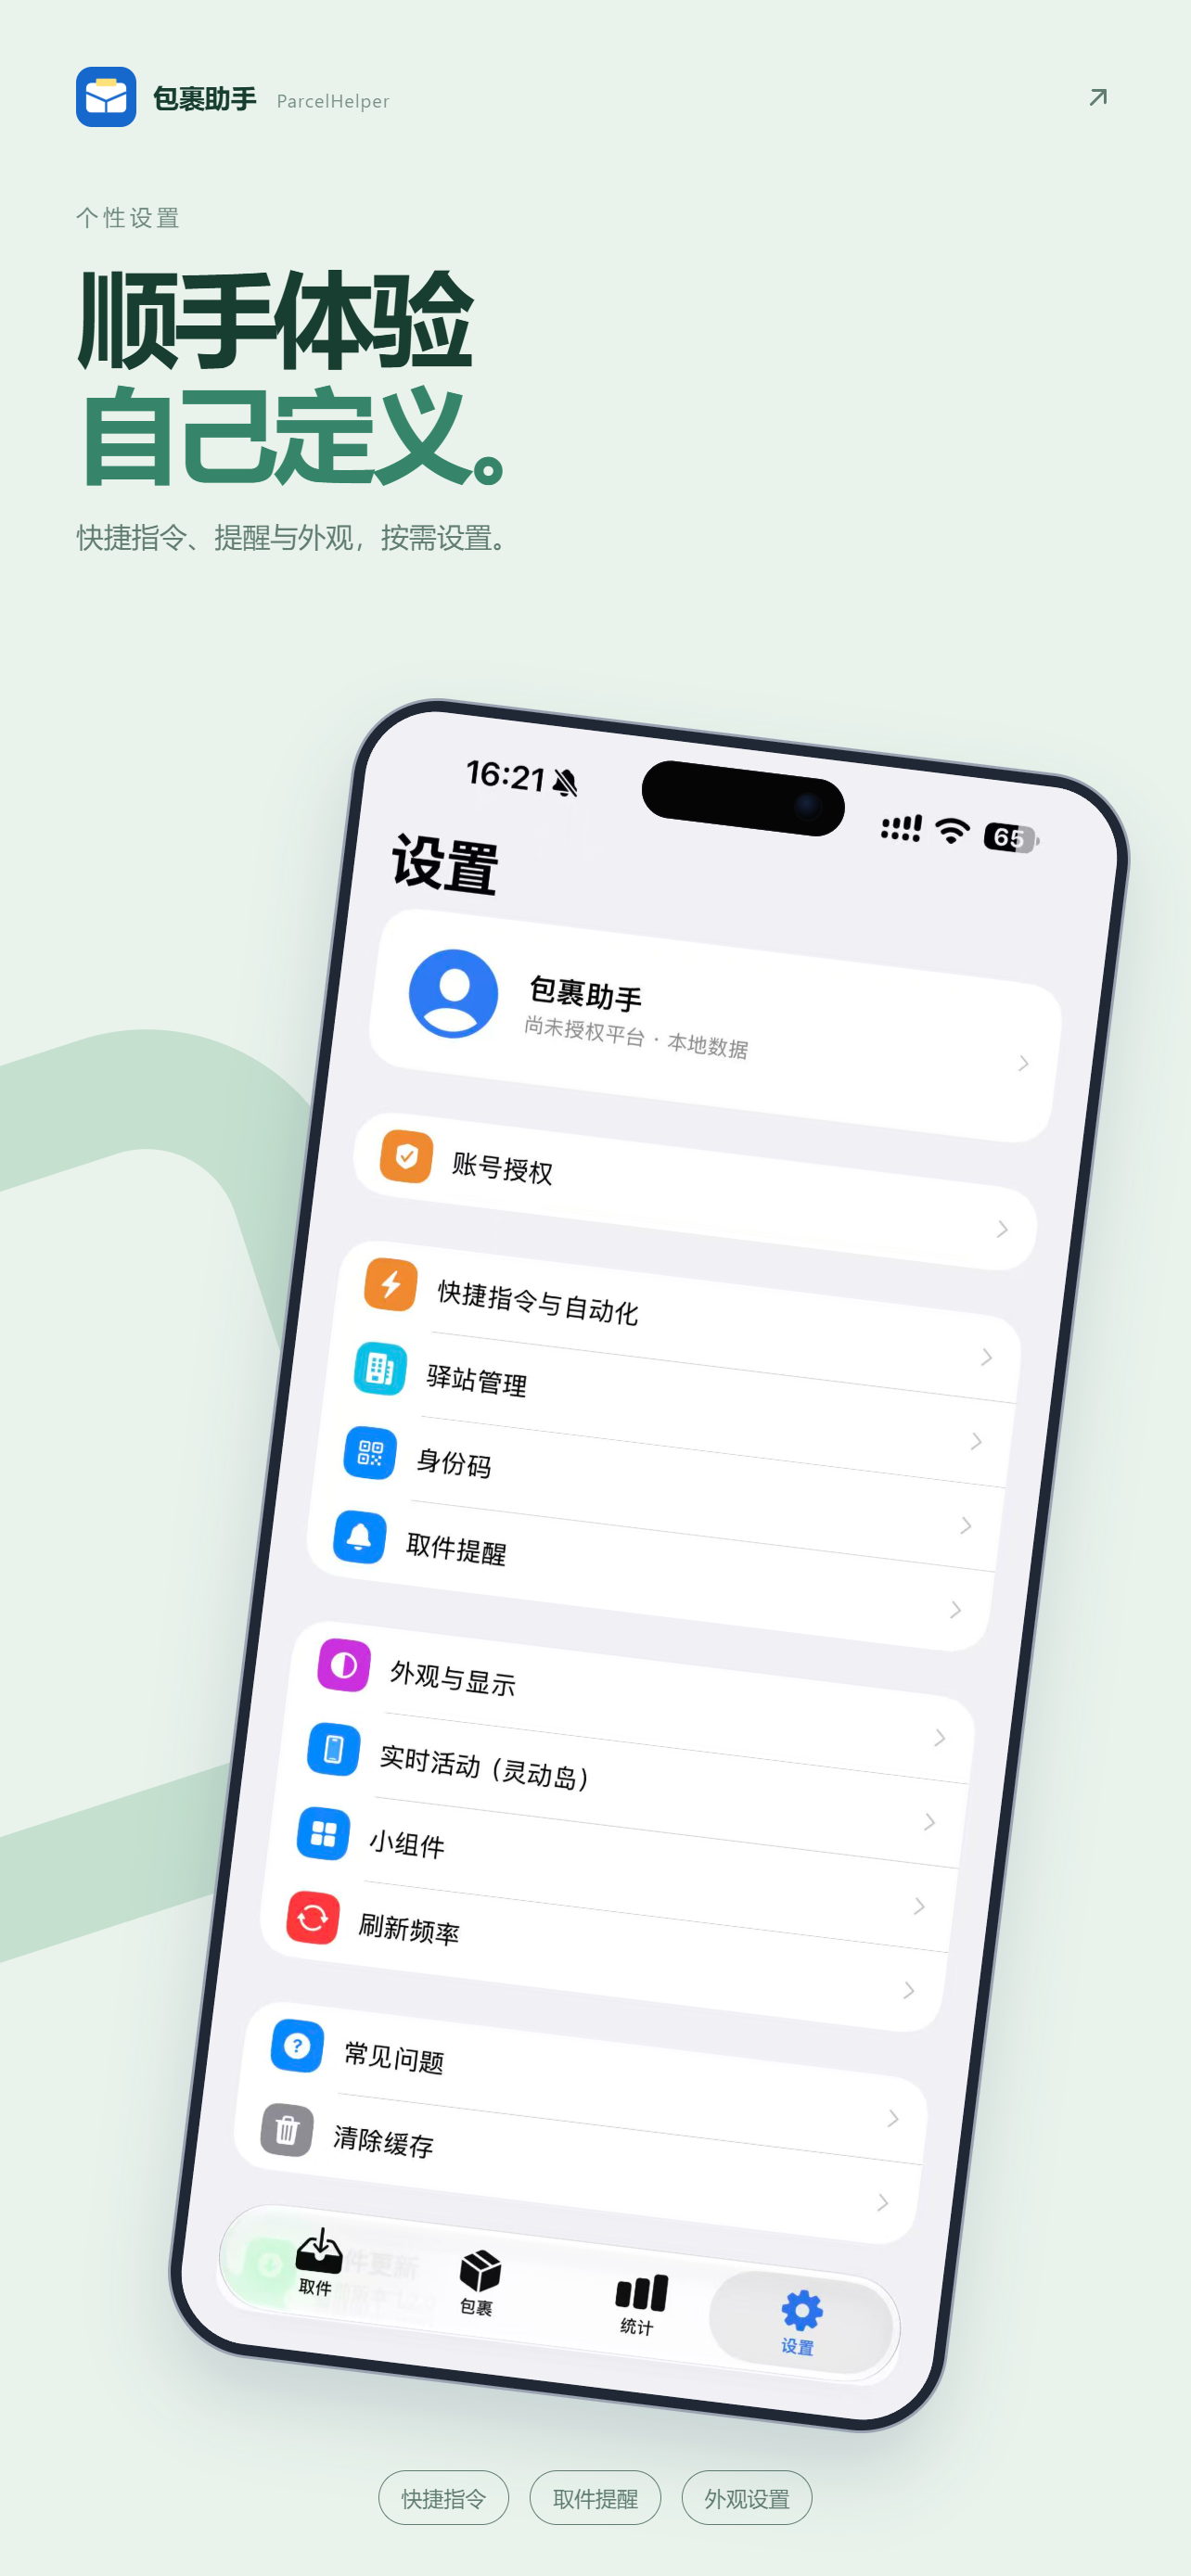 包裹助手 ParcelHelper
个性设置
顺手体验
自己定义。
快捷指令、提醒与外观，按需设置。
16:21
65
设置
包裹助手
尚未授权平台 · 本地数据
账号授权
快捷指令与自动化
驿站管理
身份码
取件提醒
外观与显示
实时活动（灵动岛）
小组件
刷新频率
常见问题
清除缓存
件更新
取件
包裹
统计
设置
快捷指令
取件提醒
外观设置